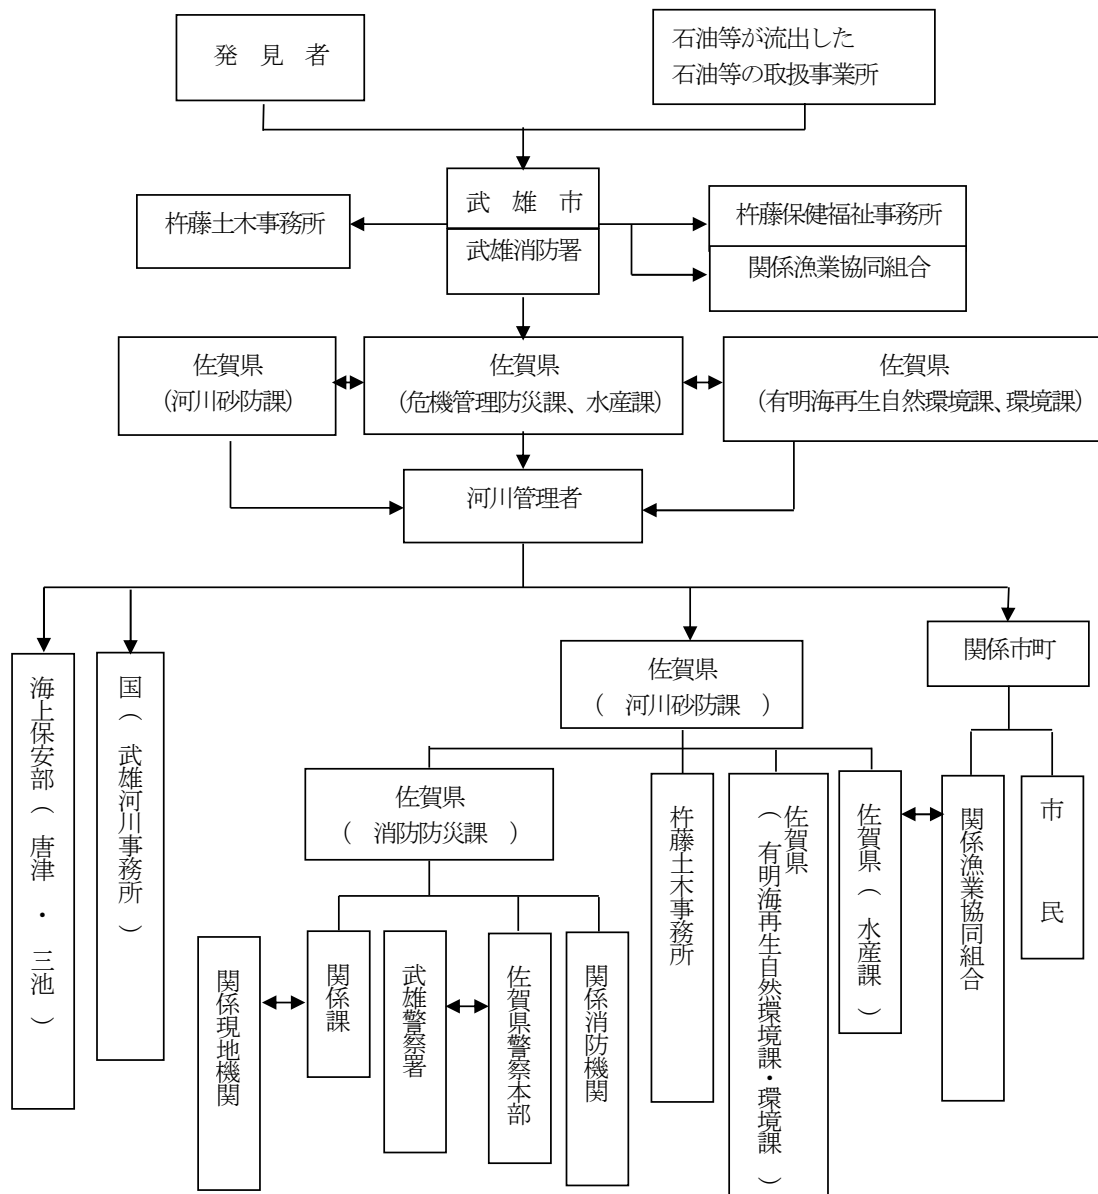 発　見　者
石油等が流出した
石油等の取扱事業所
武　雄　市
武雄消防署
杵藤土木事務所
杵藤保健福祉事務所
関係漁業協同組合
佐賀県
（河川砂防課）
佐賀県
（危機管理防災課、水産課）
佐賀県
（有明海再生自然環境課、環境課）
河川管理者
海上保安部（　唐津　・　三池　）
国（　武雄河川事務所　）
佐賀県
（　河川砂防課　）
関係市町
佐賀県
（　消防防災課　）
杵藤土木事務所
佐賀県
（　有明海再生自然環境課・環境課　）
佐賀県（　水産課　）
関係漁業協同組合
市　民
関係現地機関
関係課
武雄警察署
佐賀県警察本部
関係消防機関